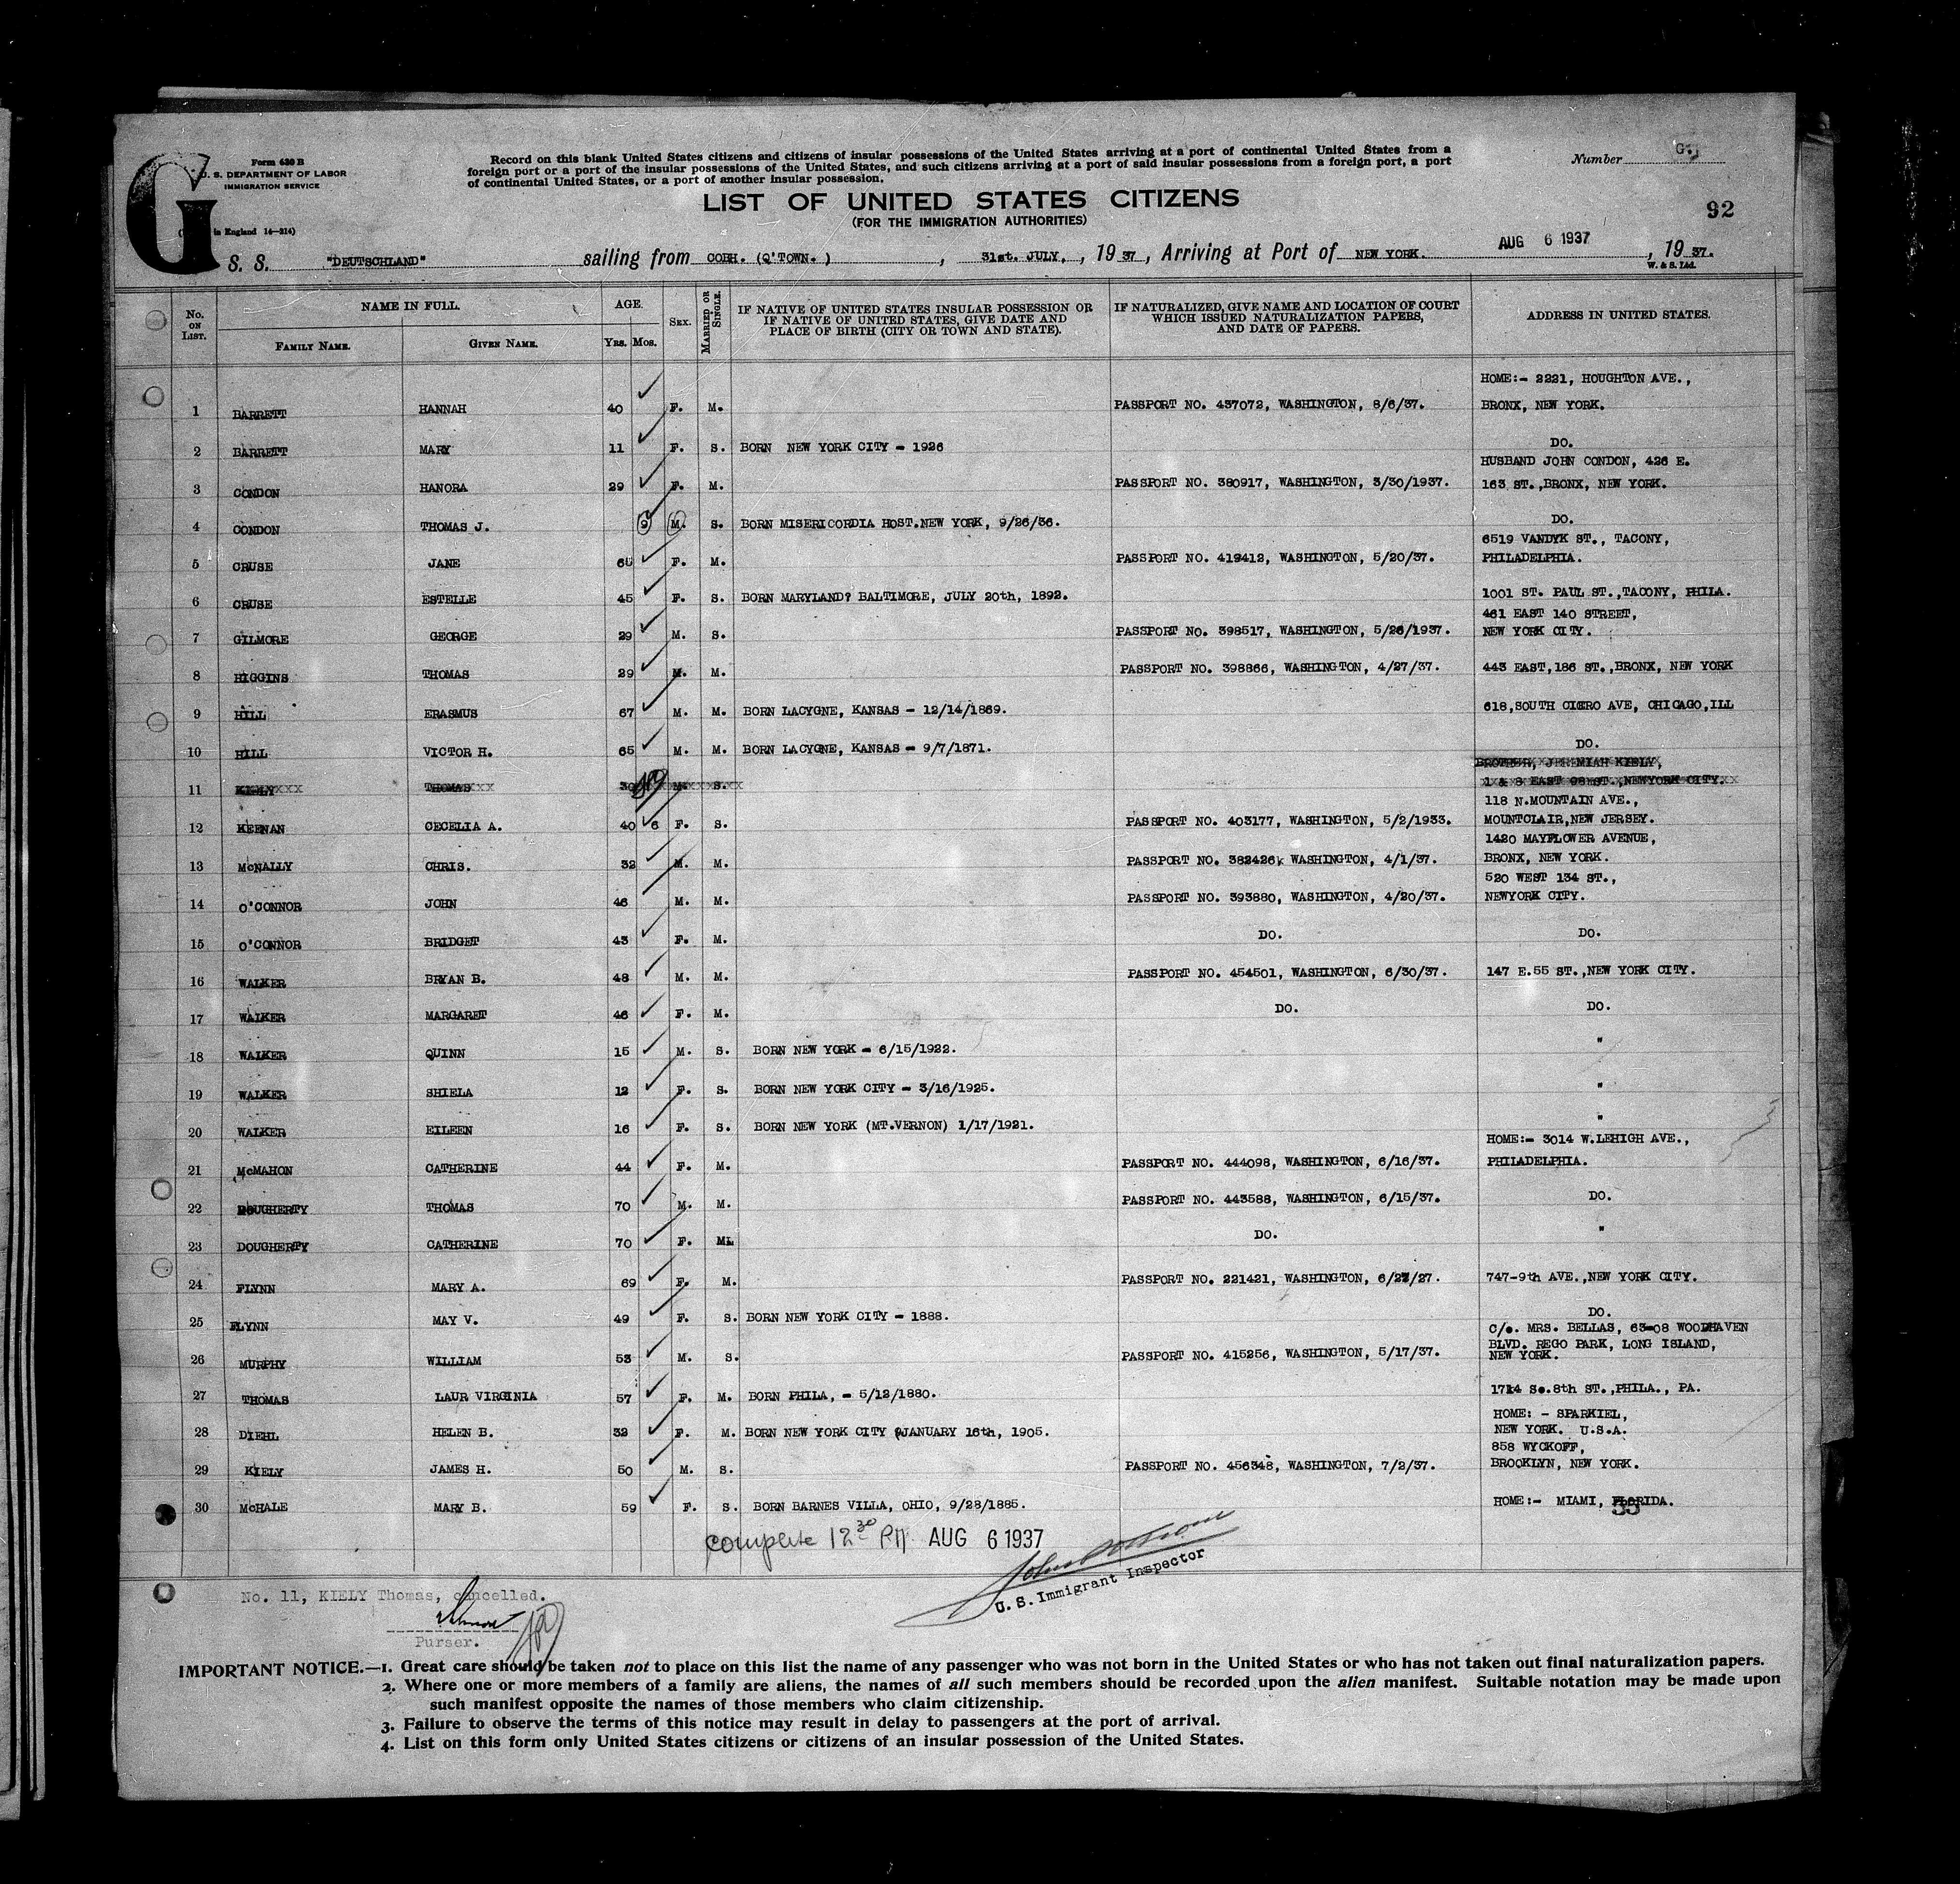 G
Form 630 B
U. S. DEPARTMENT OF LABOR
IMMIGRATION SERVICE
in England 14—214)
Record on this blank United States citizens and citizens of insular possessions of the United States arriving at a port of continental United States from a
foreign port or a port of the insular possessions of the United States, and such citizens arriving at a port of said insular possessions from a foreign port, a port
of continental United States, or a port of another insular possession.
Number G.
LIST OF UNITED STATES CITIZENS
(FOR THE IMMIGRATION AUTHORITIES)
92
S. S. "DEUTSCHLAND" sailing from COBH. (Q'TOWN. ), 31st. JULY, , 19 37, Arriving at Port of NEW YORK. AUG 6 1937, 19 37.
W. & S. Ltd.
No. ON LIST. NAME IN FULL. FAMILY NAME. GIVEN NAME. AGE. YRS. MOS. SEX. MARRIED OR SINGLE. IF NATIVE OF UNITED STATES INSULAR POSSESSION OR IF NATIVE OF UNITED STATES, GIVE DATE AND PLACE OF BIRTH (CITY OR TOWN AND STATE). IF NATURALIZED, GIVE NAME AND LOCATION OF COURT WHICH ISSUED NATURALIZATION PAPERS, AND DATE OF PAPERS. ADDRESS IN UNITED STATES.
HOME:- 2221, HOUGHTON AVE.,
1 BARRETT HANNAH 40 F. M. PASSPORT NO. 437072, WASHINGTON, 8/6/37. BRONX, NEW YORK.
2 BARRETT MARY 11 F. S. BORN NEW YORK CITY - 1926 DO.
HUSBAND JOHN CONDON, 426 E.
3 CONDON HANORA 29 F. M. PASSPORT NO. 380917, WASHINGTON, 3/30/1937. 163 ST.,BRONX, NEW YORK.
4 CONDON THOMAS J. 9 M. S. BORN MISERICORDIA HOST.NEW YORK, 9/26/36. DO.
6519 VANDYK ST., TACONY,
5 CRUSE JANE 65 F. M. PASSPORT NO. 419412, WASHINGTON, 5/20/37. PHILADELPHIA.
6 CRUSE ESTELLE 45 F. S. BORN MARYLAND? BALTIMORE, JULY 20th, 1892. 1001 ST. PAUL ST.,TACONY, PHILA.
461 EAST 140 STREET,
7 GILMORE GEORGE 29 M. S. PASSPORT NO. 398517, WASHINGTON, 5/26/1937. NEW YORK CITY.
8 HIGGINS THOMAS 29 M. M. PASSPORT NO. 398866, WASHINGTON, 4/27/37. 443 EAST,186 ST.,BRONX, NEW YORK
9 HILL ERASMUS 67 M. M. BORN LACYGNE, KANSAS - 12/14/1869. 618,SOUTH CICERO AVE, CHICAGO,ILL
10 HILL VICTOR H. 65 M. M. BORN LACYGNE, KANSAS - 9/7/1871. DO.
BROTHER, JEREMIAH KIELY,
11 KIELY THOMAS 30 M. S. 1 & 3 EAST 98 ST.,NEWYORK CITY.
118 N.MOUNTAIN AVE.,
12 KEENAN CECELIA A. 40 6 F. S. PASSPORT NO. 403177, WASHINGTON, 5/2/1933. MOUNTCLAIR,NEW JERSEY.
1420 MAYFLOWER AVENUE,
13 McNALLY CHRIS. 32 M. M. PASSPORT NO. 382426, WASHINGTON, 4/1/37. BRONX, NEW YORK.
520 WEST 134 ST.,
14 O'CONNOR JOHN 46 M. M. PASSPORT NO. 393880, WASHINGTON, 4/20/37. NEWYORK CITY.
15 O'CONNOR BRIDGET 43 F. M. DO. DO.
16 WALKER BRYAN B. 48 M. M. PASSPORT NO. 454501, WASHINGTON, 6/30/37. 147 E.55 ST.,NEW YORK CITY.
17 WALKER MARGARET 46 F. M. DO. DO.
18 WALKER QUINN 15 M. S. BORN NEW YORK - 6/15/1922. "
19 WALKER SHIELA 12 F. S. BORN NEW YORK CITY - 3/16/1925. "
20 WALKER EILEEN 16 F. S. BORN NEW YORK (MT.VERNON) 1/17/1921. "
HOME:- 3014 W.LEHIGH AVE.,
21 McMAHON CATHERINE 44 F. M. PASSPORT NO. 444098, WASHINGTON, 6/16/37. PHILADELPHIA.
22 DOUGHERTY THOMAS 70 M. M. PASSPORT NO. 443588, WASHINGTON, 6/15/37. DO.
23 DOUGHERTY CATHERINE 70 F. M. DO. "
24 FLYNN MARY A. 69 F. M. PASSPORT NO. 221421, WASHINGTON, 6/27/27. 747-9th AVE.,NEW YORK CITY.
25 FLYNN MAY V. 49 F. S. BORN NEW YORK CITY - 1888. DO.
C/o. MRS. BELLAS, 63-08 WOODHAVEN
26 MURPHY WILLIAM 53 M. S. PASSPORT NO. 415256, WASHINGTON, 5/17/37. BLVD. REGO PARK, LONG ISLAND,
NEW YORK.
27 THOMAS LAUR VIRGINIA 57 F. M. BORN PHILA, - 5/12/1880. 1714 So.8th ST.,PHILA., PA.
HOME: - SPARKIEL,
28 DIEHL HELEN B. 32 F. M. BORN NEW YORK CITY JANUARY 16th, 1905. NEW YORK. U.S.A.
858 WYCKOFF,
29 KIELY JAMES H. 50 M. S. PASSPORT NO. 456348, WASHINGTON, 7/2/37. BROOKLYN, NEW YORK.
30 McHALE MARY B. 59 F. S. BORN BARNES VILLA, OHIO, 9/28/1885. HOME:- MIAMI, FLORIDA.
complete 12 30 PM AUG 6 1937
U. S. Immigrant Inspector
No. 11, KIELY Thomas, cancelled.
Purser.
IMPORTANT NOTICE.—1. Great care should be taken not to place on this list the name of any passenger who was not born in the United States or who has not taken out final naturalization papers.
2. Where one or more members of a family are aliens, the names of all such members should be recorded upon the alien manifest. Suitable notation may be made upon
such manifest opposite the names of those members who claim citizenship.
3. Failure to observe the terms of this notice may result in delay to passengers at the port of arrival.
4. List on this form only United States citizens or citizens of an insular possession of the United States.